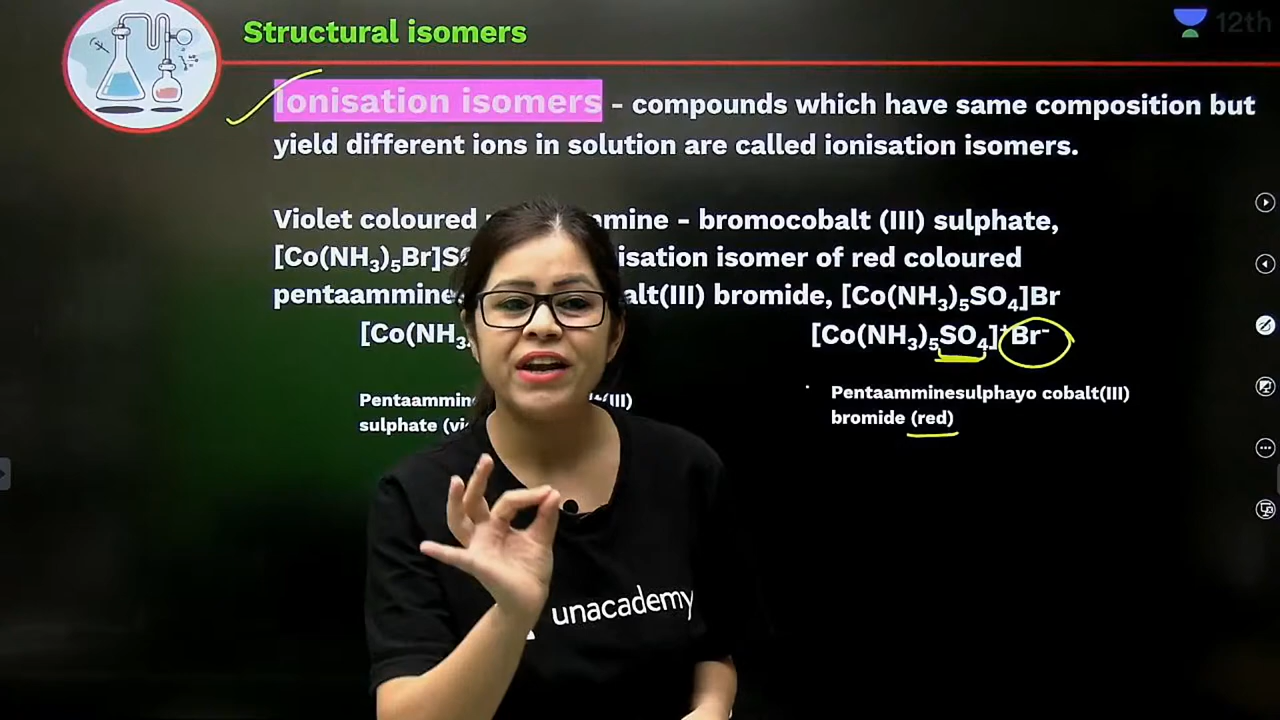 Structural isomers
12th
Ionisation isomers - compounds which have same composition but
yield different ions in solution are called ionisation isomers.
Violet coloured mmine - bromocobalt (III) sulphate,
[Co(NH₃)₅Br]S isation isomer of red coloured
pentaammine alt(III) bromide, [Co(NH₃)₅SO₄]Br
[Co(NH₃ [Co(NH₃)₅SO₄]⁺Br⁻
Pentaammin t(III)
sulphate (vi
Pentaamminesulphayo cobalt(III)
bromide (red)
unacademy